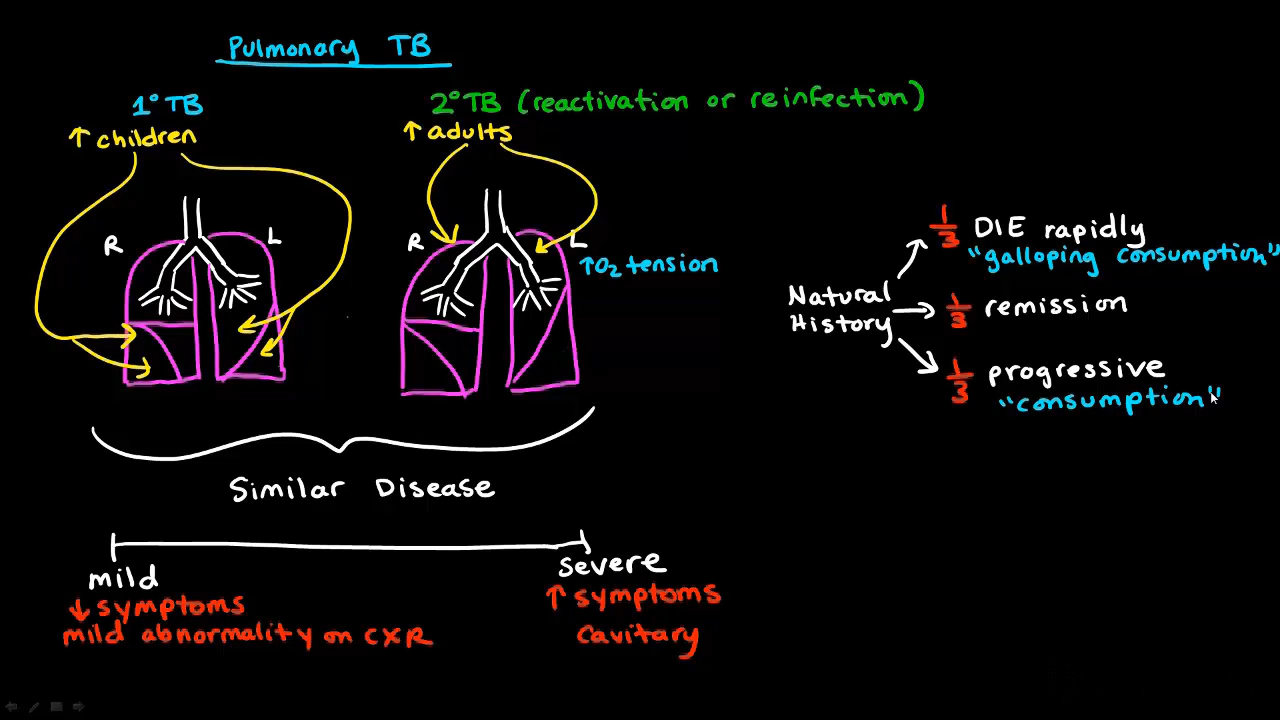 Pulmonary TB
1° TB
↑ children
R
L
2° TB (reactivation or reinfection)
↑ adults
R
L
↑O₂ tension
Similar Disease
mild
↓ symptoms
mild abnormality on CXR
severe
↑ symptoms
cavitary
Natural
History
1/3 DIE rapidly
"galloping consumption"
1/3 remission
1/3 progressive
"consumption"